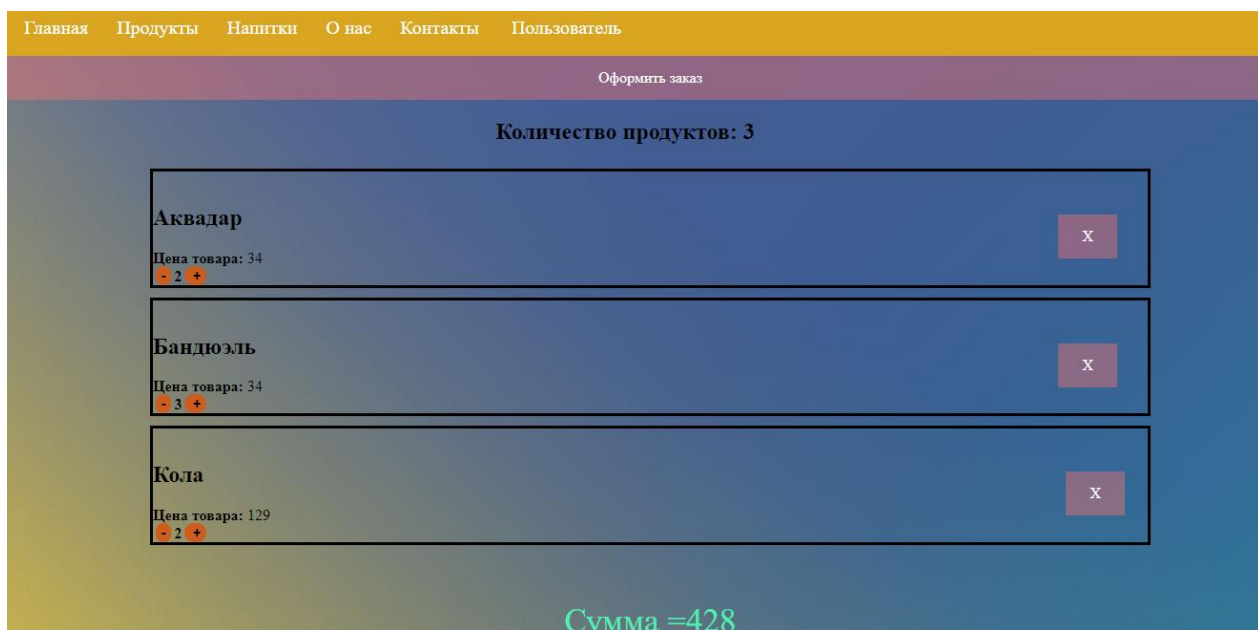 Главная Продукты Напитки О нас Контакты Пользователь
Оформить заказ
Количество продуктов: 3
Аквадар
X
Цена товара: 34
- 2 +
Бандюэль
X
Цена товара: 34
- 3 +
Кола
X
Цена товара: 129
- 2 +
Сумма =428